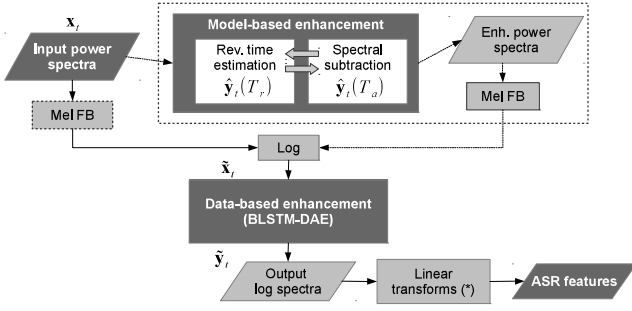 x_t
Input power
spectra
Model-based enhancement
Rev. time
estimation
ŷ_t(T_r)
Spectral
subtraction
ŷ_t(T_a)
Enh. power
spectra
Mel FB
Mel FB
Log
x̃_t
Data-based enhancement
(BLSTM-DAE)
ỹ_t
Output
log spectra
Linear
transforms (*)
ASR features